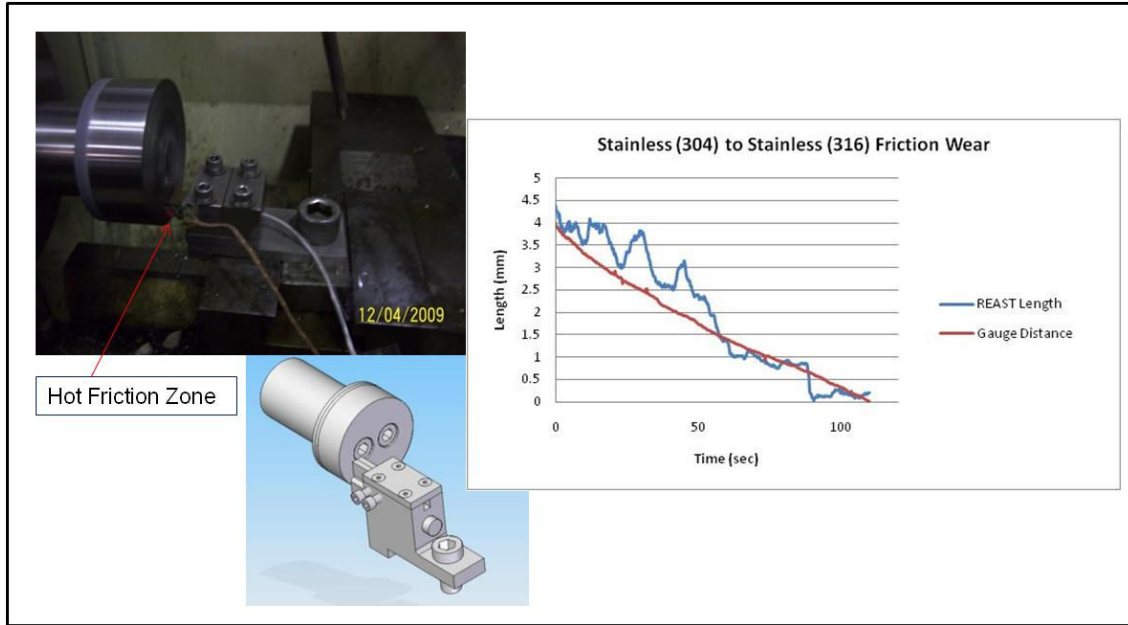 12/04/2009
Hot Friction Zone
Stainless (304) to Stainless (316) Friction Wear
Length (mm)
5
4.5
4
3.5
3
2.5
2
1.5
1
0.5
0
0
50
100
Time (sec)
REAST Length
Gauge Distance